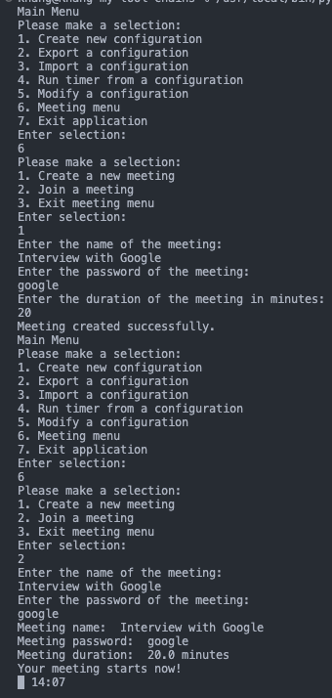 Main Menu
Please make a selection:
1. Create new configuration
2. Export a configuration
3. Import a configuration
4. Run timer from a configuration
5. Modify a configuration
6. Meeting menu
7. Exit application
Enter selection:
6
Please make a selection:
1. Create a new meeting
2. Join a meeting
3. Exit meeting menu
Enter selection:
1
Enter the name of the meeting:
Interview with Google
Enter the password of the meeting:
google
Enter the duration of the meeting in minutes:
20
Meeting created successfully.
Main Menu
Please make a selection:
1. Create new configuration
2. Export a configuration
3. Import a configuration
4. Run timer from a configuration
5. Modify a configuration
6. Meeting menu
7. Exit application
Enter selection:
6
Please make a selection:
1. Create a new meeting
2. Join a meeting
3. Exit meeting menu
Enter selection:
2
Enter the name of the meeting:
Interview with Google
Enter the password of the meeting:
google
Meeting name:  Interview with Google
Meeting password:  google
Meeting duration:  20.0 minutes
Your meeting starts now!
14:07